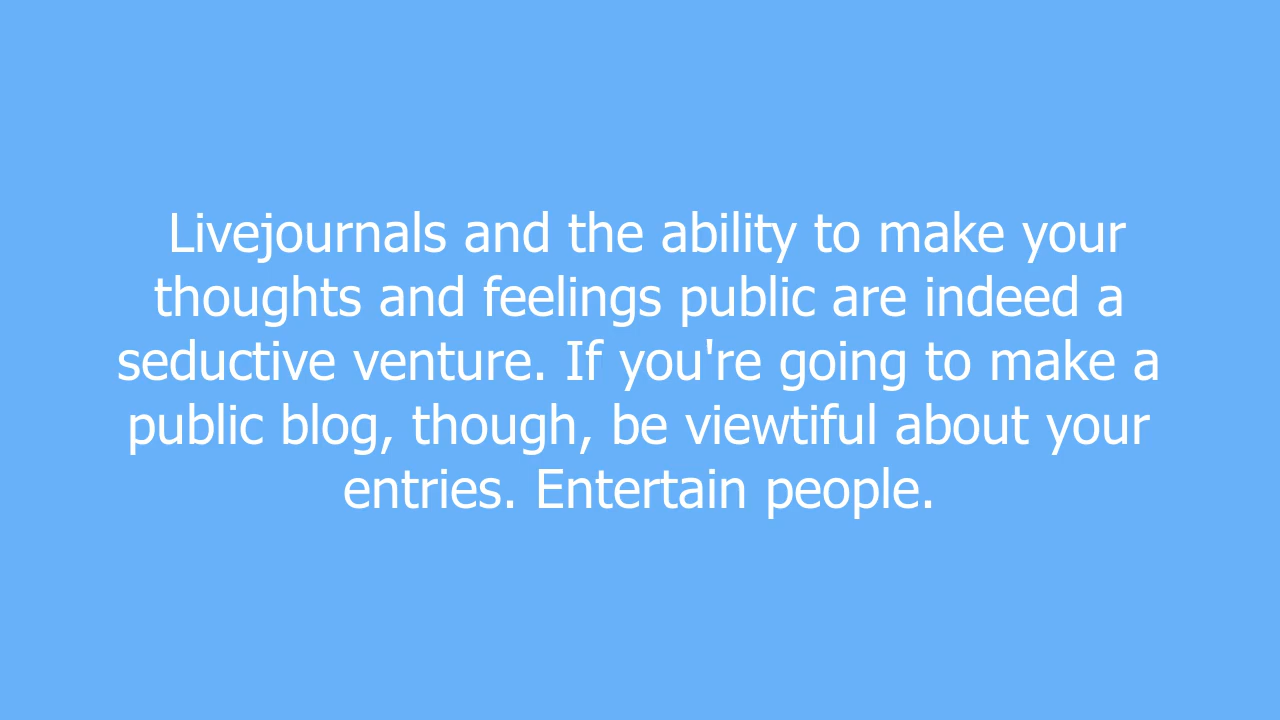 Livejournals and the ability to make your
thoughts and feelings public are indeed a
seductive venture. If you're going to make a
public blog, though, be viewtiful about your
entries. Entertain people.